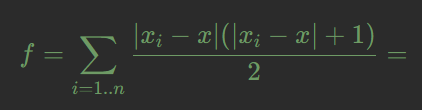 f = \sum_{i=1..n} \frac{|x_i - x|(|x_i - x| + 1)}{2} =